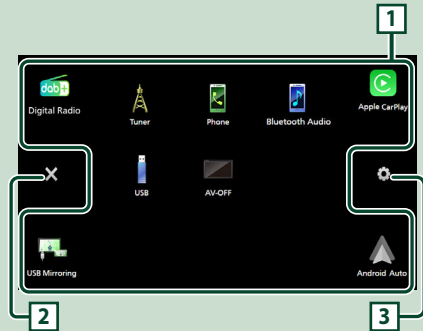 1
dab+
Digital Radio
Tuner
Phone
Bluetooth Audio
Apple CarPlay
USB
AV-OFF
USB Mirroring
Android Auto
2
3